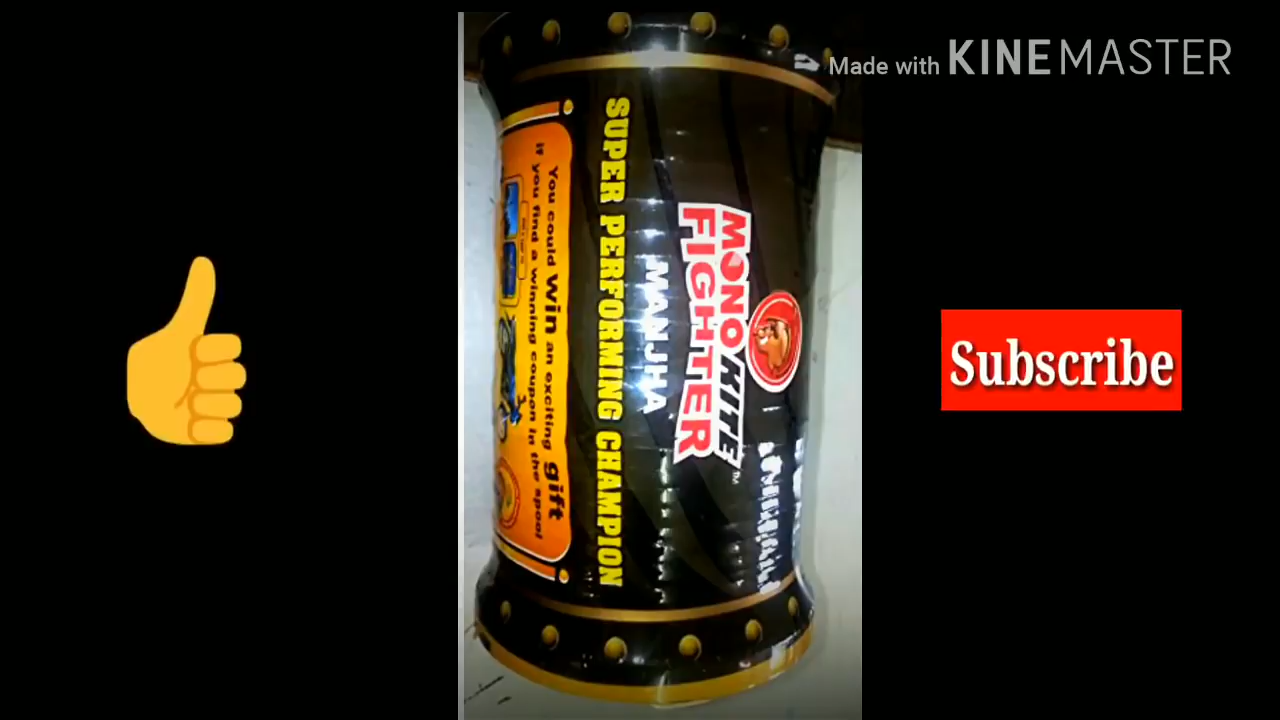 Made with KINEMASTER
MONO KITE
FIGHTER
MANJHA
SUPER PERFORMING CHAMPION
You could win an exciting gift
if you find a winning coupon in the spool
Subscribe